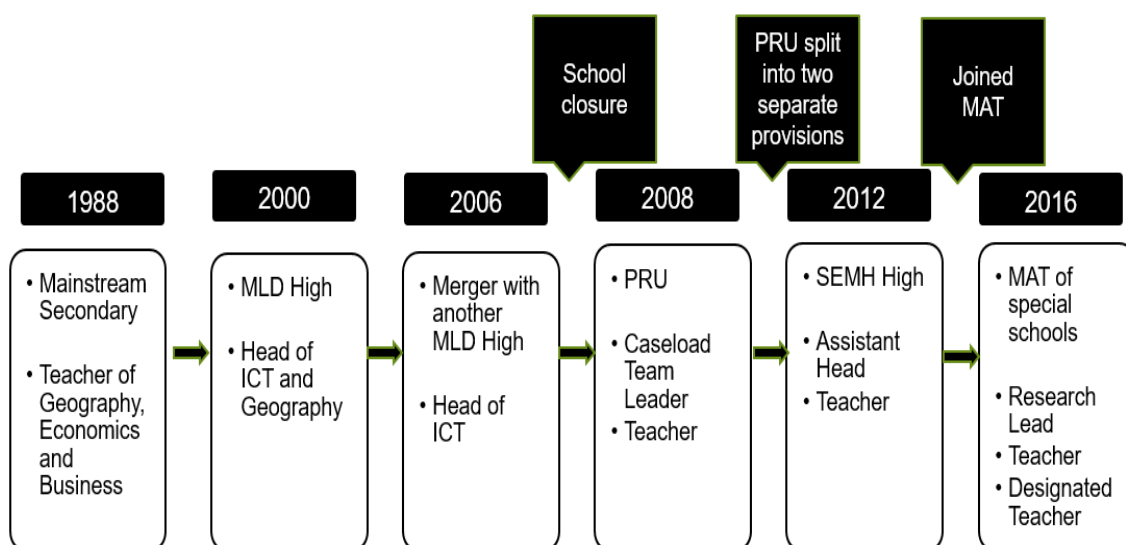 School
closure
PRU split
into two
separate
provisions
Joined
MAT
1988
2000
2006
2008
2012
2016
• Mainstream
Secondary
• Teacher of
Geography,
Economics
and
Business
• MLD High
• Head of
ICT and
Geography
• Merger with
another
MLD High
• Head of
ICT
• PRU
• Caseload
Team
Leader
• Teacher
• SEMH High
• Assistant
Head
• Teacher
• MAT of
special
schools
• Research
Lead
• Teacher
• Designated
Teacher